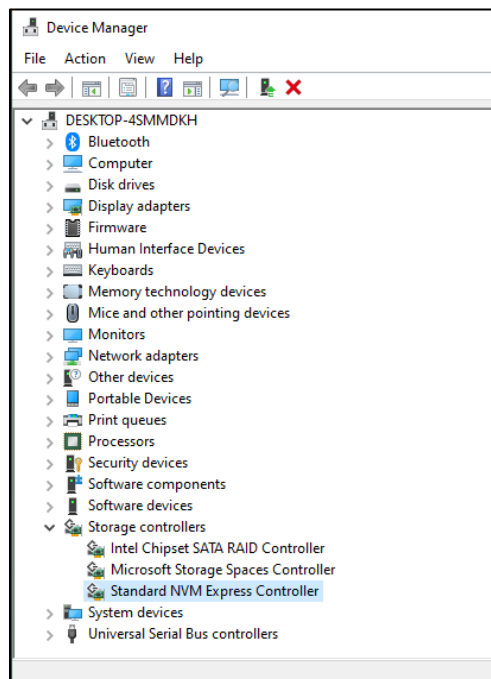 Device Manager
File Action View Help
DESKTOP-4SMMDKH
Bluetooth
Computer
Disk drives
Display adapters
Firmware
Human Interface Devices
Keyboards
Memory technology devices
Mice and other pointing devices
Monitors
Network adapters
Other devices
Portable Devices
Print queues
Processors
Security devices
Software components
Software devices
Storage controllers
Intel Chipset SATA RAID Controller
Microsoft Storage Spaces Controller
Standard NVM Express Controller
System devices
Universal Serial Bus controllers